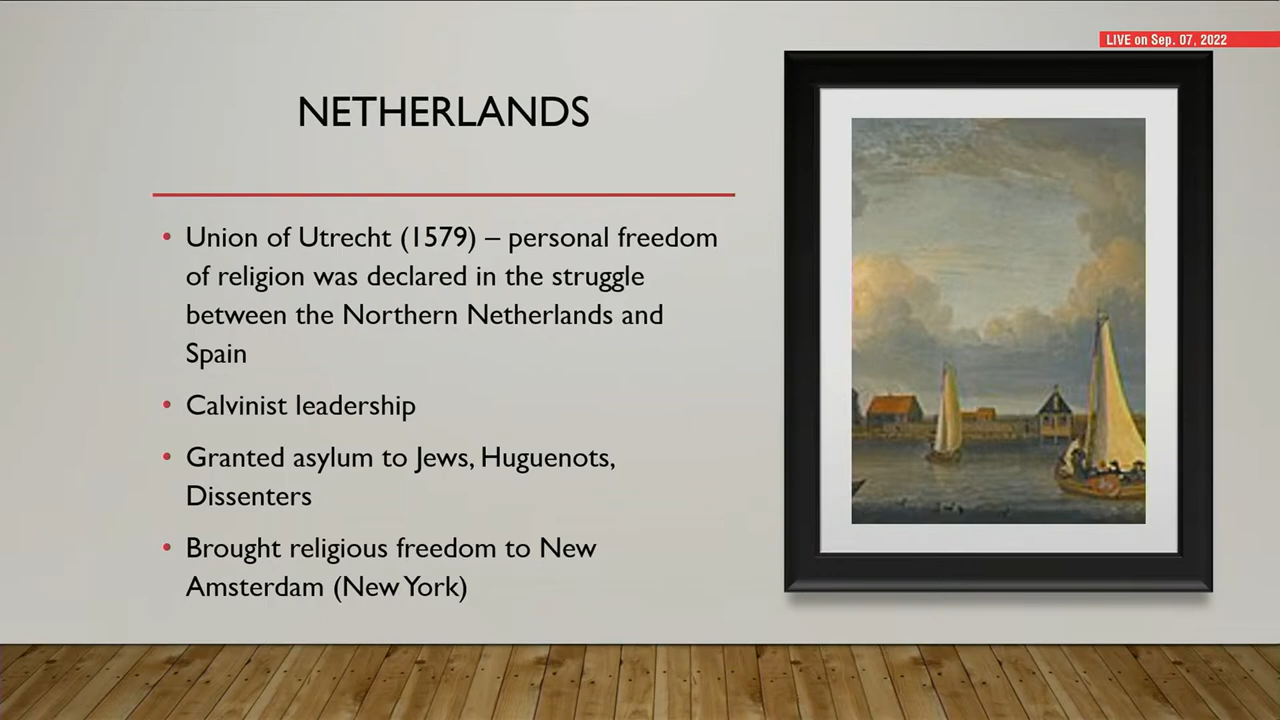 LIVE on Sep. 07, 2022
NETHERLANDS
• Union of Utrecht (1579) – personal freedom
of religion was declared in the struggle
between the Northern Netherlands and
Spain
• Calvinist leadership
• Granted asylum to Jews, Huguenots,
Dissenters
• Brought religious freedom to New
Amsterdam (New York)